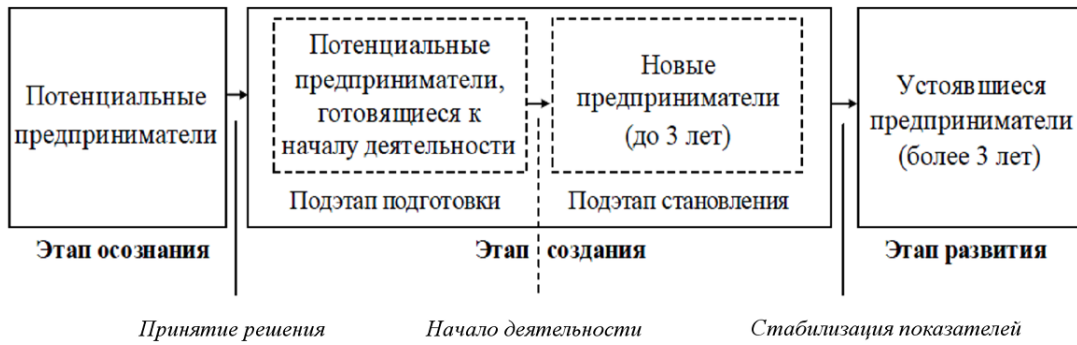 Потенциальные
предприниматели
Потенциальные
предприниматели,
готовящиеся к
началу деятельности
Подэтап подготовки
Новые
предприниматели
(до 3 лет)
Подэтап становления
Устоявшиеся
предприниматели
(более 3 лет)
Этап осознания
Этап создания
Этап развития
Принятие решения
Начало деятельности
Стабилизация показателей